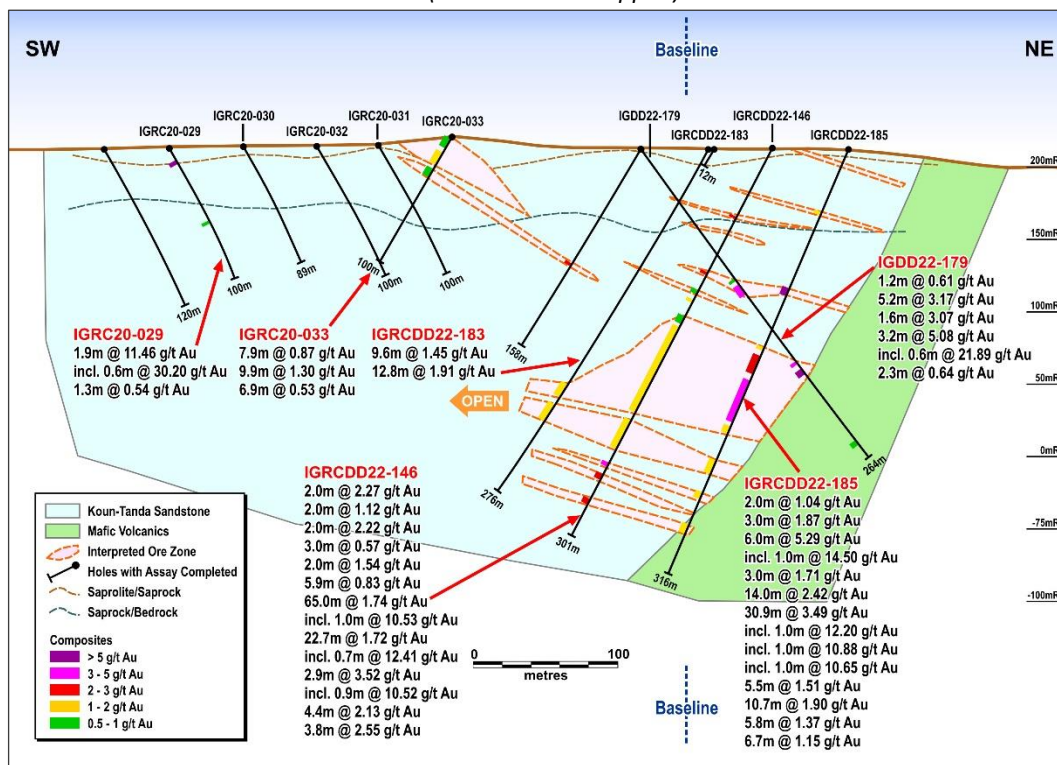 SW
Baseline
NE
IGRC20-029
IGRC20-030
IGRC20-032
IGRC20-031
IGRC20-033
IGDD22-179
IGRCDD22-183
IGRCDD22-146
IGRCDD22-185
200mR
150mR
100mR
50mR
0mR
-75mR
-100mR
12m
120m
100m
89m
100m
100m
100m
158m
276m
301m
316m
264m
OPEN
IGRC20-029
1.9m @ 11.46 g/t Au
incl. 0.6m @ 30.20 g/t Au
1.3m @ 0.54 g/t Au
IGRC20-033
7.9m @ 0.87 g/t Au
9.9m @ 1.30 g/t Au
6.9m @ 0.53 g/t Au
IGRCDD22-183
9.6m @ 1.45 g/t Au
12.8m @ 1.91 g/t Au
IGDD22-179
1.2m @ 0.61 g/t Au
5.2m @ 3.17 g/t Au
1.6m @ 3.07 g/t Au
3.2m @ 5.08 g/t Au
incl. 0.6m @ 21.89 g/t Au
2.3m @ 0.64 g/t Au
IGRCDD22-146
2.0m @ 2.27 g/t Au
2.0m @ 1.12 g/t Au
2.0m @ 2.22 g/t Au
3.0m @ 0.57 g/t Au
2.0m @ 1.54 g/t Au
5.9m @ 0.83 g/t Au
65.0m @ 1.74 g/t Au
incl. 1.0m @ 10.53 g/t Au
22.7m @ 1.72 g/t Au
incl. 0.7m @ 12.41 g/t Au
2.9m @ 3.52 g/t Au
incl. 0.9m @ 10.52 g/t Au
4.4m @ 2.13 g/t Au
3.8m @ 2.55 g/t Au
IGRCDD22-185
2.0m @ 1.04 g/t Au
3.0m @ 1.87 g/t Au
6.0m @ 5.29 g/t Au
incl. 1.0m @ 14.50 g/t Au
3.0m @ 1.71 g/t Au
14.0m @ 2.42 g/t Au
30.9m @ 3.49 g/t Au
incl. 1.0m @ 12.20 g/t Au
incl. 1.0m @ 10.88 g/t Au
incl. 1.0m @ 10.65 g/t Au
5.5m @ 1.51 g/t Au
10.7m @ 1.90 g/t Au
5.8m @ 1.37 g/t Au
6.7m @ 1.15 g/t Au
Koun-Tanda Sandstone
Mafic Volcanics
Interpreted Ore Zone
Holes with Assay Completed
Saprolite/Saprock
Saprock/Bedrock
Composites
> 5 g/t Au
3 - 5 g/t Au
2 - 3 g/t Au
1 - 2 g/t Au
0.5 - 1 g/t Au
0 100
metres
Baseline